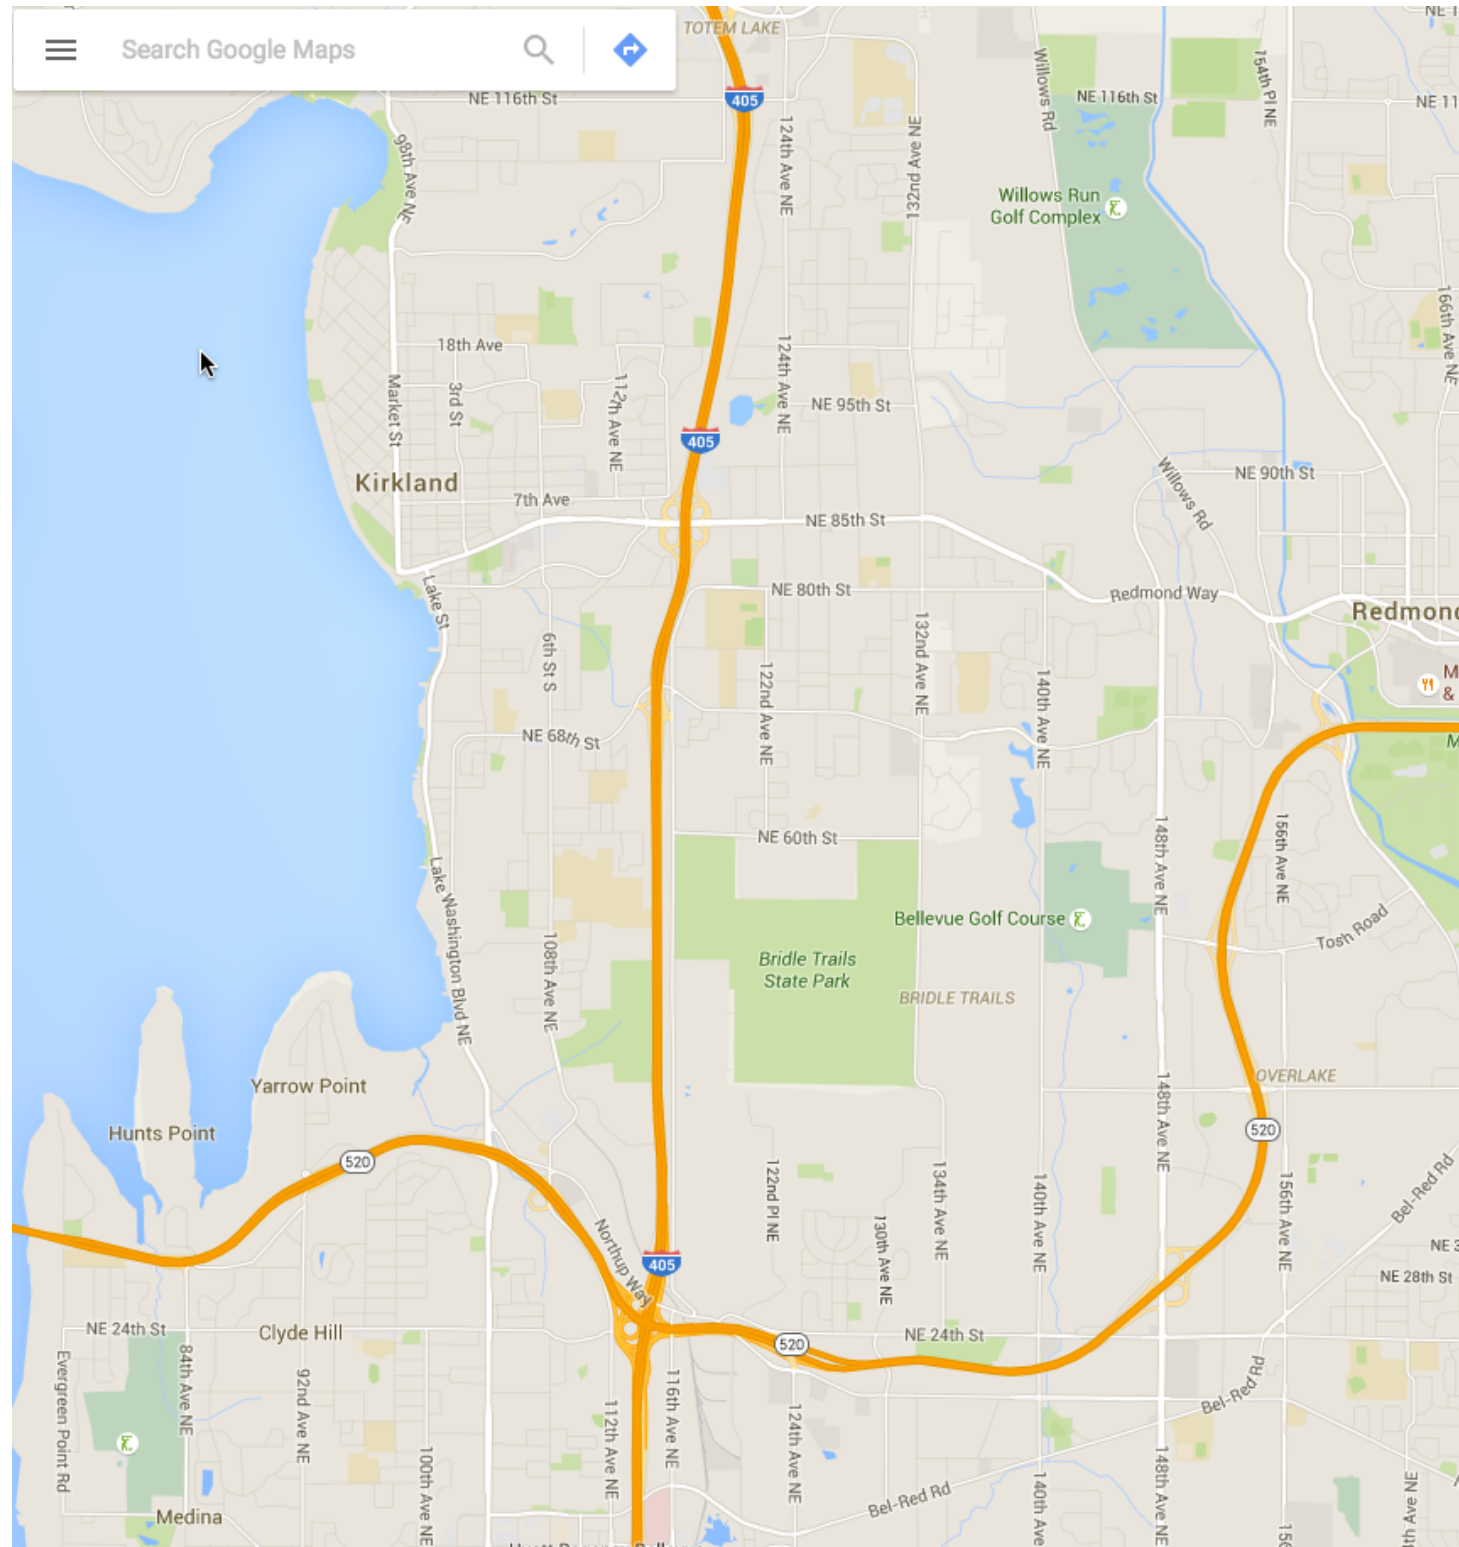 TOTEM LAKE
Search Google Maps
405
NE 116th St
NE 116th St
NE 11
Willows Rd
154th Pl NE
98th Ave NE
124th Ave NE
132nd Ave NE
Willows Run
Golf Complex
166th Ave NE
18th Ave
Market St
3rd St
112th Ave NE
124th Ave NE
NE 95th St
405
Kirkland
7th Ave
NE 85th St
Willows Rd
NE 90th St
Lake St
NE 80th St
Redmond Way
Redmond
6th St S
122nd Ave NE
132nd Ave NE
140th Ave NE
M
&
NE 68th St
M
NE 60th St
148th Ave NE
156th Ave NE
Lake Washington Blvd NE
108th Ave NE
Bellevue Golf Course
Tosh Road
Bridle Trails
State Park
BRIDLE TRAILS
Yarrow Point
OVERLAKE
148th Ave NE
Hunts Point
520
520
122nd Pl NE
134th Ave NE
140th Ave NE
156th Ave NE
Bel-Red Rd
Northup Way
130th Ave NE
NE 3
405
NE 28th St
NE 24th St
Clyde Hill
520
NE 24th St
Evergreen Point Rd
84th Ave NE
92nd Ave NE
100th Ave NE
112th Ave NE
116th Ave NE
124th Ave NE
Bel-Red Rd
148th Ave NE
140th Ave
Bel-Red Rd
Medina
156
th Ave NE